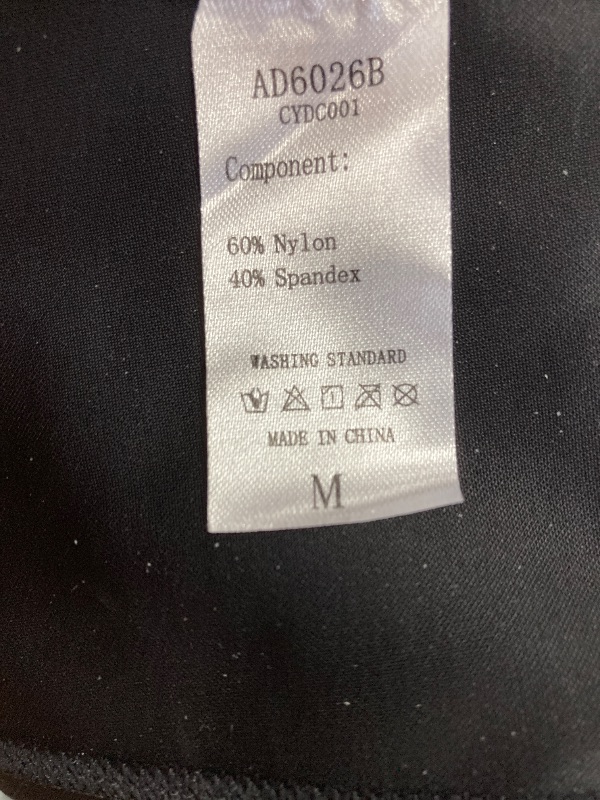 AD6026B
CYDC001
Component:
60% Nylon
40% Spandex
WASHING STANDARD
MADE IN CHINA
M